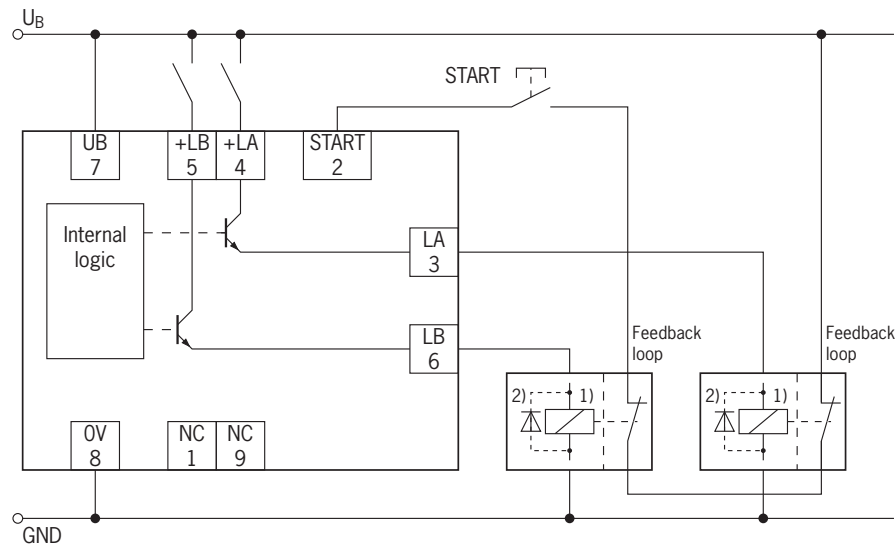 UB
START
UB
7
+LB
5
+LA
4
START
2
Internal
logic
LA
3
LB
6
Feedback
loop
Feedback
loop
2)
1)
2)
1)
0V
8
NC
1
NC
9
GND